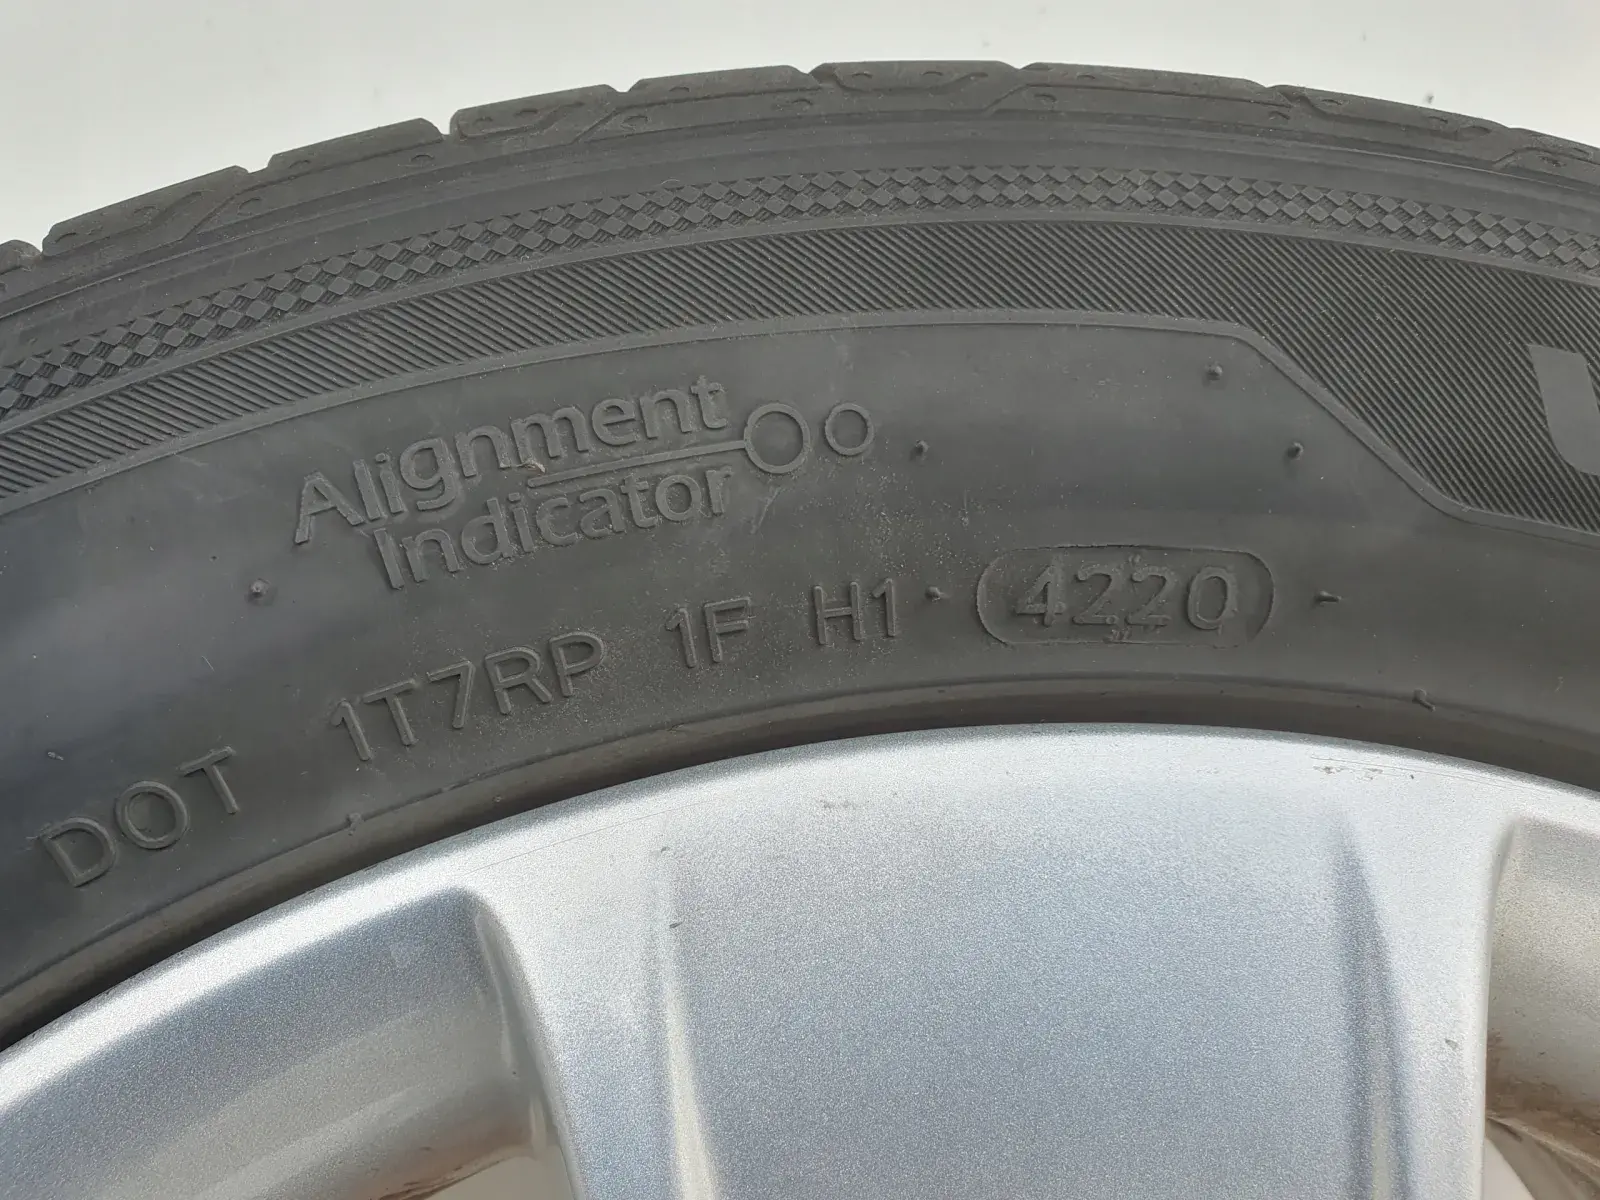 Alignment
Indicator
DOT 1T7RP 1F H1 4220